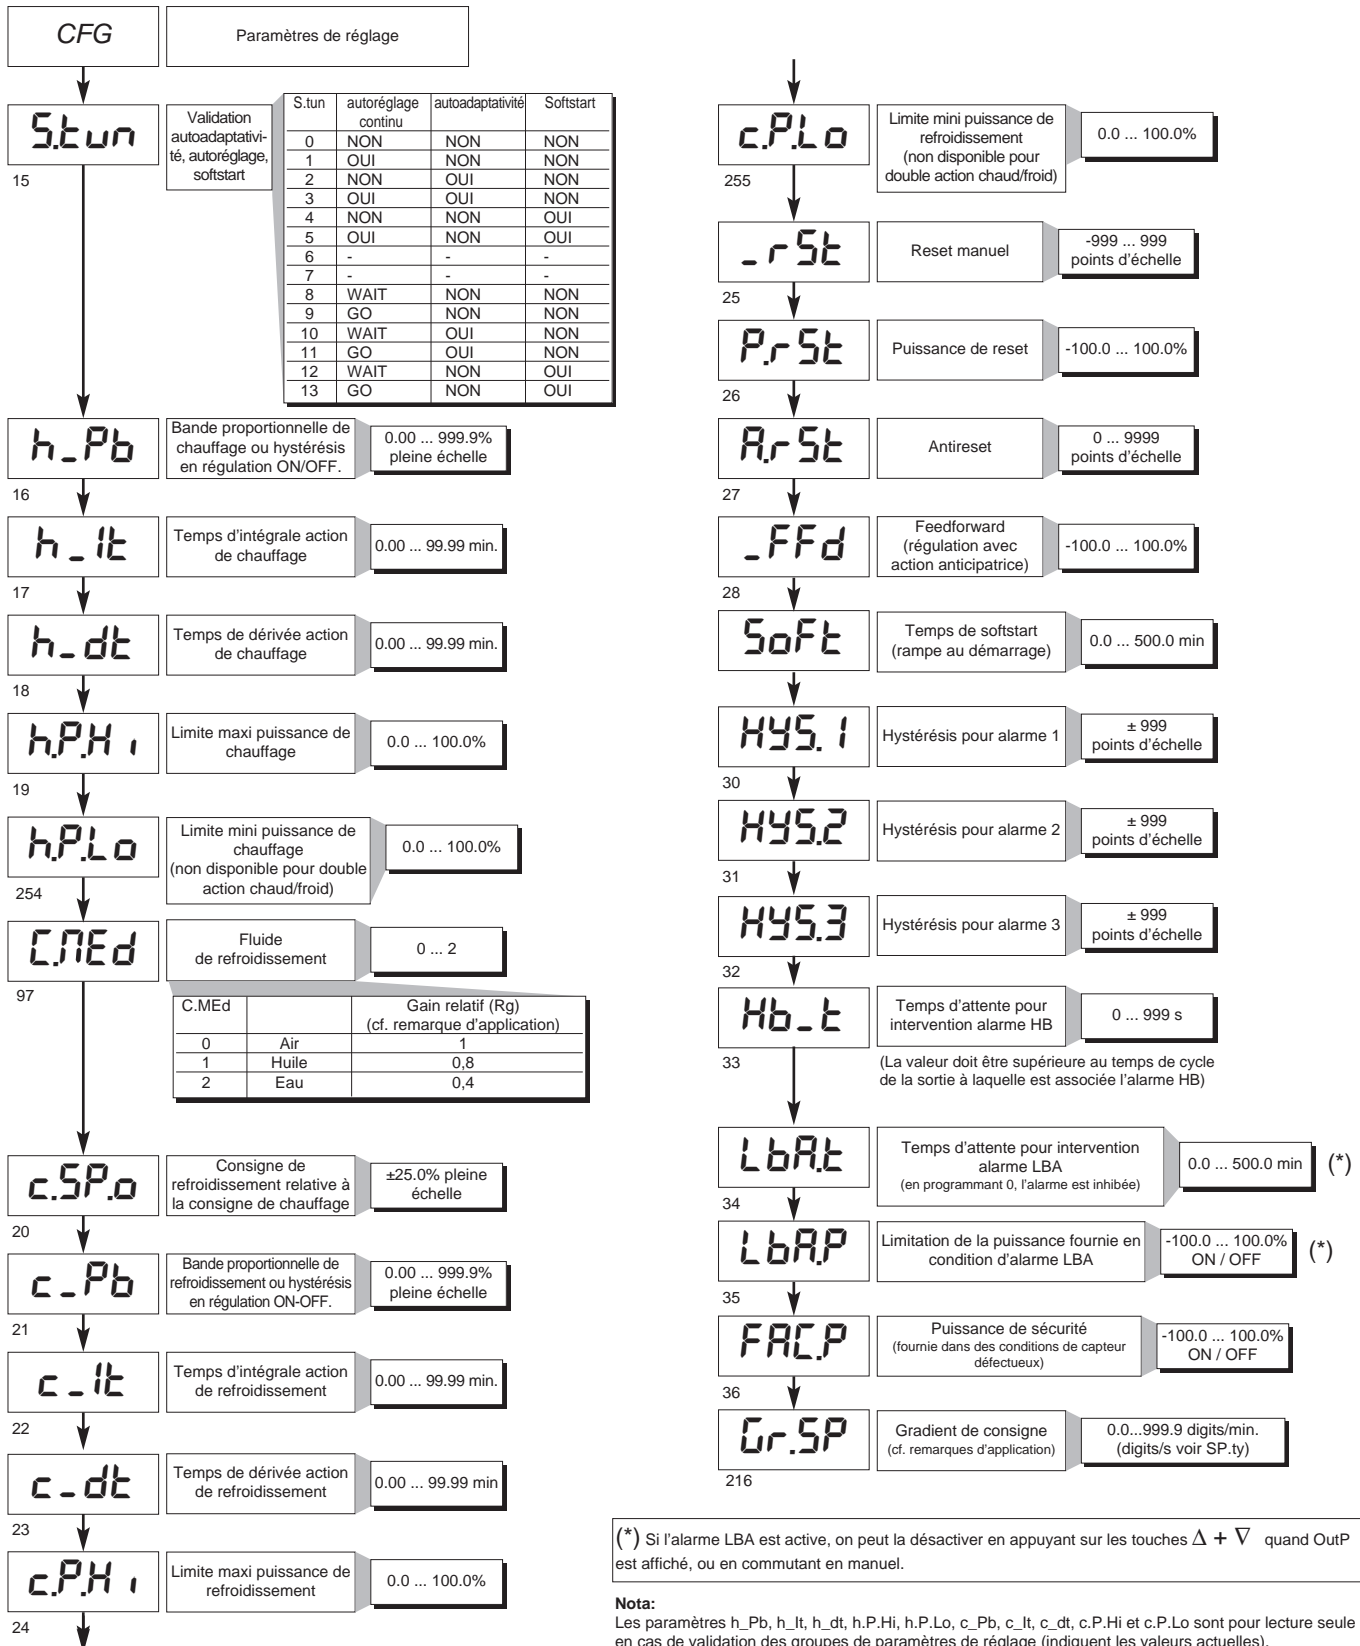 CFG
Paramètres de réglage
S.tun
15
Validation
autoadaptativi-
té, autoréglage,
softstart
S.tun autoréglage continu autoadaptativité Softstart
0 NON NON NON
1 OUI NON NON
2 NON OUI NON
3 OUI OUI NON
4 NON NON OUI
5 OUI NON OUI
6 - - -
7 - - -
8 WAIT NON NON
9 GO NON NON
10 WAIT OUI NON
11 GO OUI NON
12 WAIT NON OUI
13 GO NON OUI
h_Pb
16
Bande proportionnelle de
chauffage ou hystérésis
en régulation ON/OFF.
0.00 ... 999.9%
pleine échelle
h_It
17
Temps d'intégrale action
de chauffage
0.00 ... 99.99 min.
h_dt
18
Temps de dérivée action
de chauffage
0.00 ... 99.99 min.
h.P.H i
19
Limite maxi puissance de
chauffage
0.0 ... 100.0%
h.P.Lo
254
Limite mini puissance de
chauffage
(non disponible pour double
action chaud/froid)
0.0 ... 100.0%
C.MEd
97
Fluide
de refroidissement
0 ... 2
C.MEd Gain relatif (Rg)
(cf. remarque d'application)
0 Air 1
1 Huile 0,8
2 Eau 0,4
c.SP.o
20
Consigne de
refroidissement relative à
la consigne de chauffage
±25.0% pleine
échelle
c_Pb
21
Bande proportionnelle de
refroidissement ou hystérésis
en régulation ON-OFF.
0.00 ... 999.9%
pleine échelle
c_It
22
Temps d'intégrale action
de refroidissement
0.00 ... 99.99 min.
c_dt
23
Temps de dérivée action
de refroidissement
0.00 ... 99.99 min
c.P.H i
24
Limite maxi puissance de
refroidissement
0.0 ... 100.0%
c.P.Lo
255
Limite mini puissance de
refroidissement
(non disponible pour
double action chaud/froid)
0.0 ... 100.0%
_rSt
25
Reset manuel
-999 ... 999
points d'échelle
P.rSt
26
Puissance de reset
-100.0 ... 100.0%
A.rSt
27
Antireset
0 ... 9999
points d'échelle
_FFd
28
Feedforward
(régulation avec
action anticipatrice)
-100.0 ... 100.0%
SoFt
Temps de softstart
(rampe au démarrage)
0.0 ... 500.0 min
HYS.1
30
Hystérésis pour alarme 1
± 999
points d'échelle
HYS.2
31
Hystérésis pour alarme 2
± 999
points d'échelle
HYS.3
32
Hystérésis pour alarme 3
± 999
points d'échelle
Hb_t
33
Temps d'attente pour
intervention alarme HB
0 ... 999 s
(La valeur doit être supérieure au temps de cycle
de la sortie à laquelle est associée l'alarme HB)
LbA.t
34
Temps d'attente pour intervention
alarme LBA
(en programmant 0, l'alarme est inhibée)
0.0 ... 500.0 min (*)
LbA.P
35
Limitation de la puissance fournie en
condition d'alarme LBA
-100.0 ... 100.0%
ON / OFF
(*)
FAC.P
36
Puissance de sécurité
(fournie dans des conditions de capteur
défectueux)
-100.0 ... 100.0%
ON / OFF
Gr.SP
216
Gradient de consigne
(cf. remarques d'application)
0.0...999.9 digits/min.
(digits/s voir SP.ty)
(*) Si l'alarme LBA est active, on peut la désactiver en appuyant sur les touches Δ + ∇ quand OutP
est affiché, ou en commutant en manuel.
Nota:
Les paramètres h_Pb, h_It, h_dt, h.P.Hi, h.P.Lo, c_Pb, c_It, c_dt, c.P.Hi et c.P.Lo sont pour lecture seule
en cas de validation des groupes de paramètres de réglage (indiquent les valeurs actuelles).